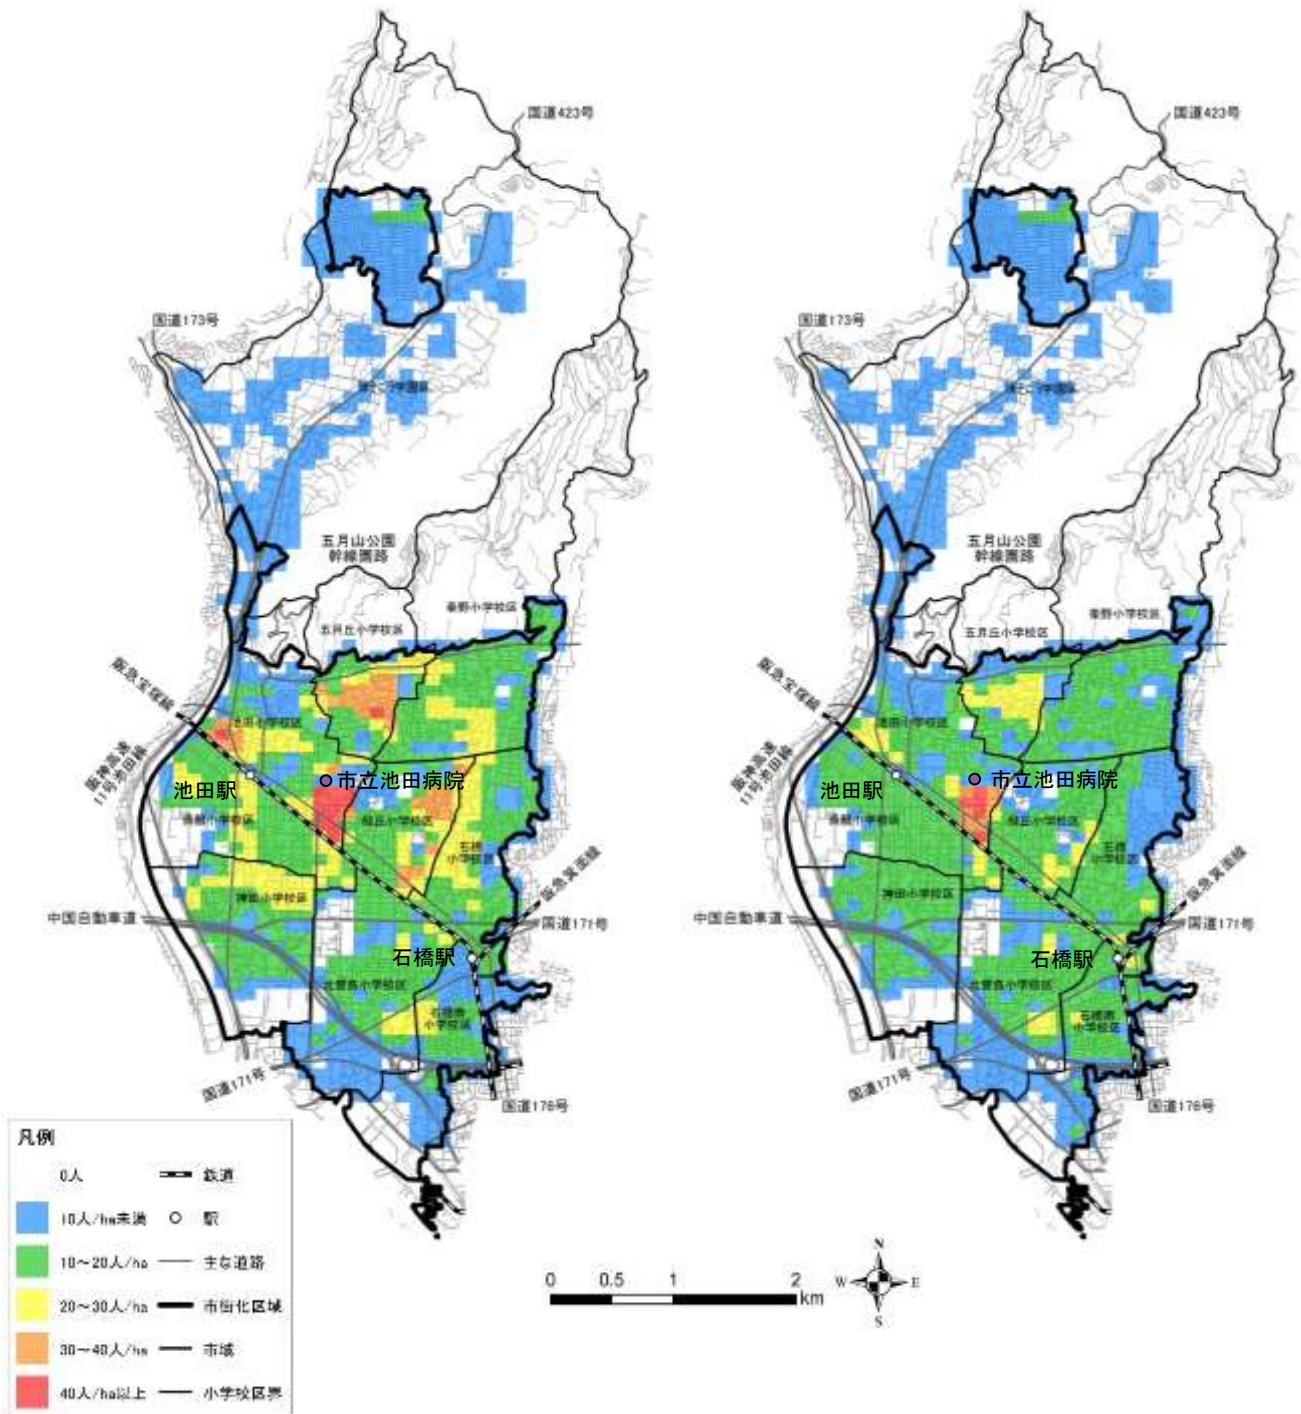 国道423号
国道173号
五月山公園
幹線園路
秦野小学校区
五月丘小学校区
阪急宝塚線
池田小学校区
阪神高速
11号池田線
市立池田病院
池田駅
呉服小学校区
緑丘小学校区
石橋
小学校区
阪急箕面線
神田小学校区
中国自動車道
国道171号
石橋駅
北豊島小学校区
石橋南
小学校区
国道171号
国道176号
国道423号
国道173号
五月山公園
幹線園路
秦野小学校区
五月丘小学校区
阪急宝塚線
池田小学校区
阪神高速
11号池田線
市立池田病院
池田駅
呉服小学校区
緑丘小学校区
石橋
小学校区
阪急箕面線
神田小学校区
中国自動車道
国道171号
石橋駅
北豊島小学校区
石橋南
小学校区
国道171号
国道176号
凡例
0人 鉄道
10人/ha未満 駅
10～20人/ha 主な道路
20～30人/ha 市街化区域
30～40人/ha 市域
40人/ha以上 小学校区界
0 0.5 1 2
km
N
W E
S